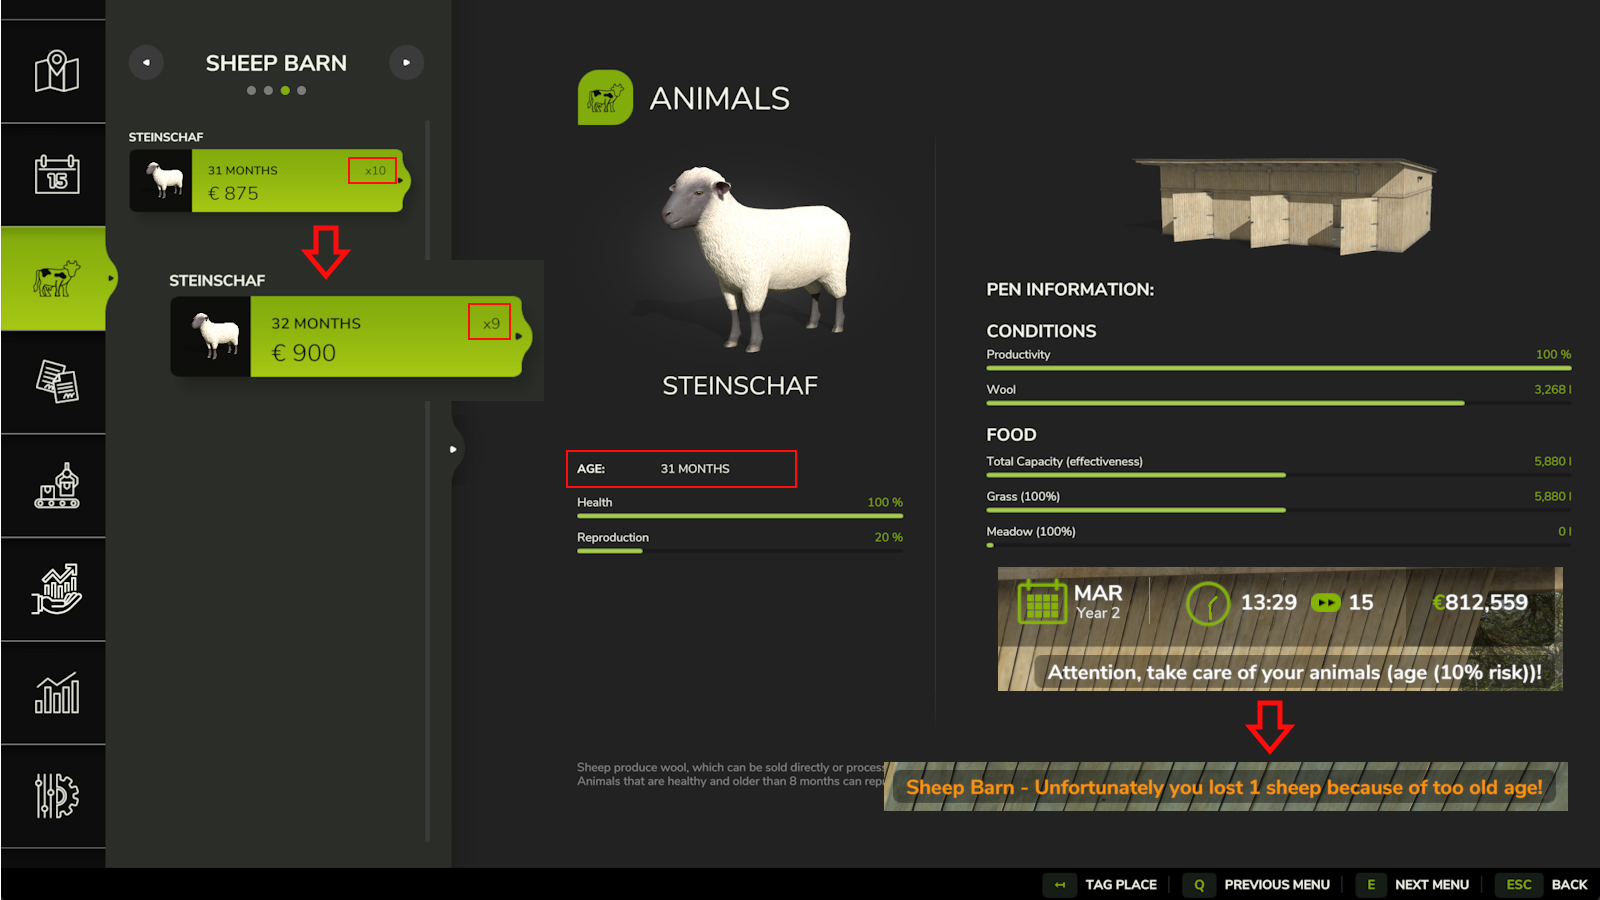 SHEEP BARN
STEINSCHAF
31 MONTHS
x10
€ 875
STEINSCHAF
32 MONTHS
x9
€ 900
15
ANIMALS
STEINSCHAF
AGE: 31 MONTHS
Health 100 %
Reproduction 20 %
Sheep produce wool, which can be sold directly or
Animals that are healthy and older than 8 months can
PEN INFORMATION:
CONDITIONS
Productivity 100 %
Wool 3,268 l
FOOD
Total Capacity (effectiveness) 5,880 l
Grass (100%) 5,880 l
Meadow (100%) 0 l
MAR
Year 2
13:29
15
€812,559
Attention, take care of your animals (age (10% risk))!
Sheep Barn - Unfortunately you lost 1 sheep because of too old age!
TAG PLACE
Q PREVIOUS MENU
E NEXT MENU
ESC BACK